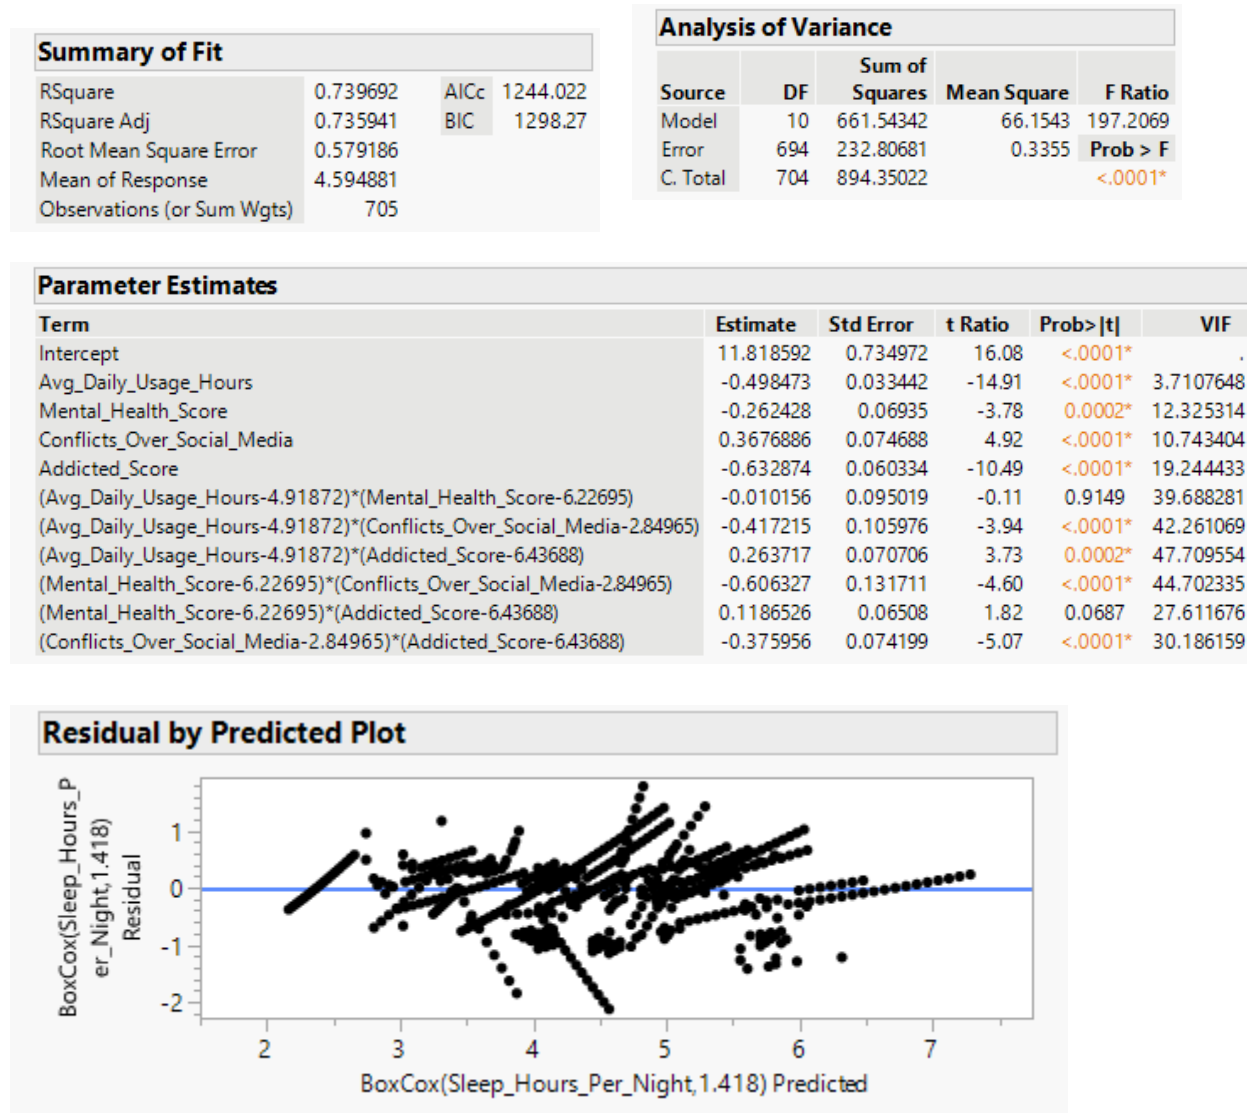 Summary of Fit
RSquare 0.739692 AICc 1244.022
RSquare Adj 0.735941 BIC 1298.27
Root Mean Square Error 0.579186
Mean of Response 4.594881
Observations (or Sum Wgts) 705
Analysis of Variance
Source DF Sum of Squares Mean Square F Ratio
Model 10 661.54342 66.1543 197.2069
Error 694 232.80681 0.3355 Prob > F
C. Total 704 894.35022 <.0001*
Parameter Estimates
Term Estimate Std Error t Ratio Prob>|t| VIF
Intercept 11.818592 0.734972 16.08 <.0001* .
Avg_Daily_Usage_Hours -0.498473 0.033442 -14.91 <.0001* 3.7107648
Mental_Health_Score -0.262428 0.06935 -3.78 0.0002* 12.325314
Conflicts_Over_Social_Media 0.3676886 0.074688 4.92 <.0001* 10.743404
Addicted_Score -0.632874 0.060334 -10.49 <.0001* 19.244433
(Avg_Daily_Usage_Hours-4.91872)*(Mental_Health_Score-6.22695) -0.010156 0.095019 -0.11 0.9149 39.688281
(Avg_Daily_Usage_Hours-4.91872)*(Conflicts_Over_Social_Media-2.84965) -0.417215 0.105976 -3.94 <.0001* 42.261069
(Avg_Daily_Usage_Hours-4.91872)*(Addicted_Score-6.43688) 0.263717 0.070706 3.73 0.0002* 47.709554
(Mental_Health_Score-6.22695)*(Conflicts_Over_Social_Media-2.84965) -0.606327 0.131711 -4.60 <.0001* 44.702335
(Mental_Health_Score-6.22695)*(Addicted_Score-6.43688) 0.1186526 0.06508 1.82 0.0687 27.611676
(Conflicts_Over_Social_Media-2.84965)*(Addicted_Score-6.43688) -0.375956 0.074199 -5.07 <.0001* 30.186159
Residual by Predicted Plot
BoxCox(Sleep_Hours_P
er_Night,1.418)
Residual
1
0
-1
-2
2 3 4 5 6 7
BoxCox(Sleep_Hours_Per_Night,1.418) Predicted